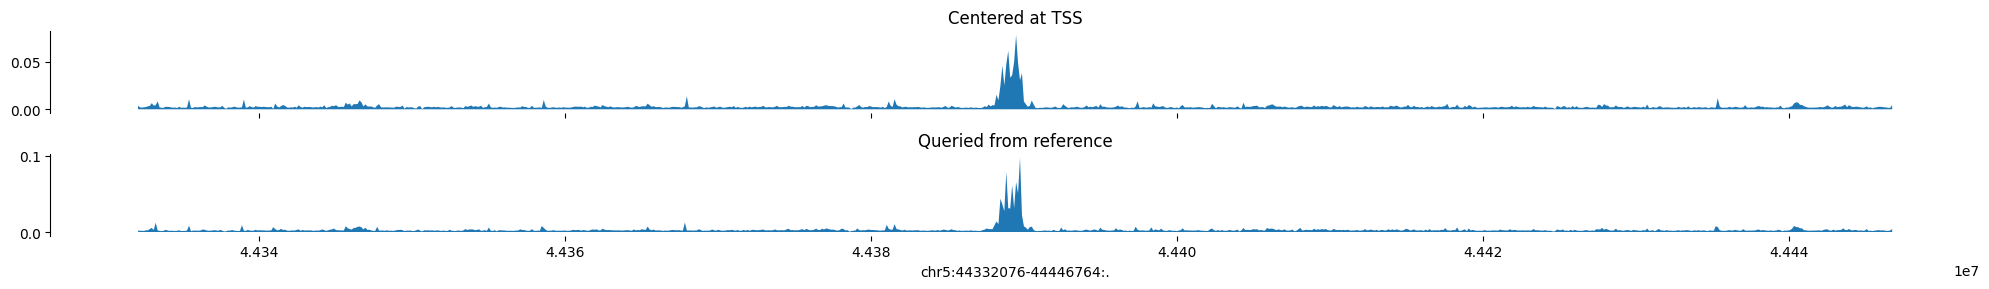 Centered at TSS
0.05
0.00
Queried from reference
0.1
0.0
4.434 4.436 4.438 4.440 4.442 4.444
chr5:44332076-44446764:.
1e7